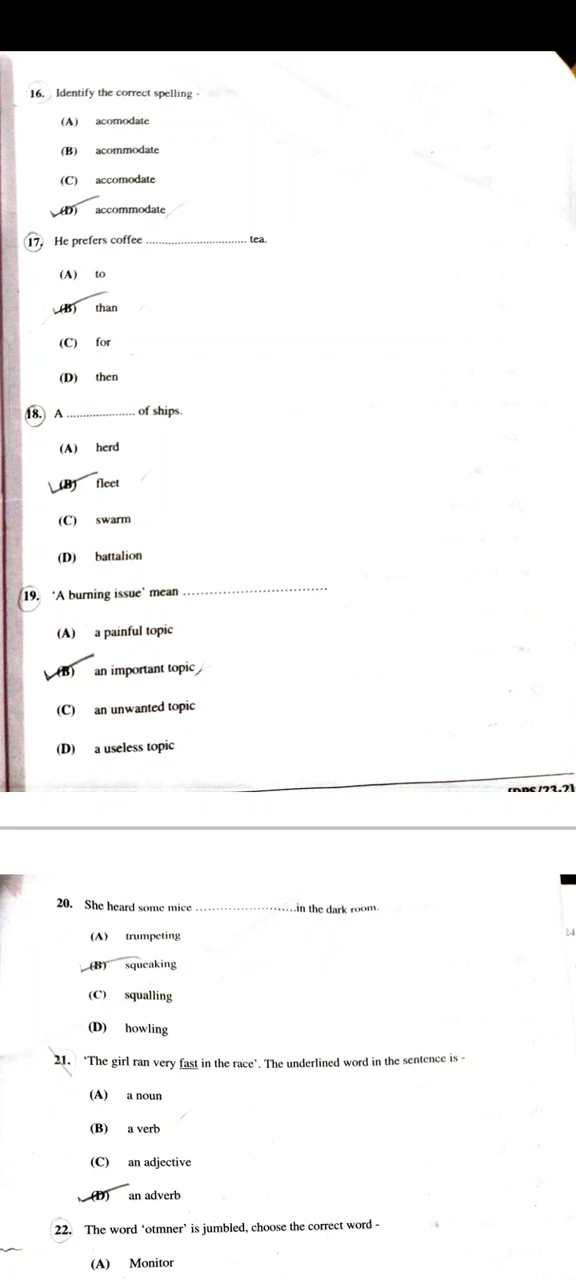 16. Identify the correct spelling -
(A) acomodate
(B) acommodate
(C) accomodate
(D) accommodate
17. He prefers coffee ............................... tea.
(A) to
(B) than
(C) for
(D) then
18. A ..................... of ships.
(A) herd
(B) fleet
(C) swarm
(D) battalion
19. ‘A burning issue’ mean ...............................
(A) a painful topic
(B) an important topic
(C) an unwanted topic
(D) a useless topic
20. She heard some mice ..........................in the dark room.
(A) trumpeting
(B) squeaking
(C) squalling
(D) howling
24
21. ‘The girl ran very fast in the race’. The underlined word in the sentence is -
(A) a noun
(B) a verb
(C) an adjective
(D) an adverb
22. The word ‘otmner’ is jumbled, choose the correct word -
(A) Monitor